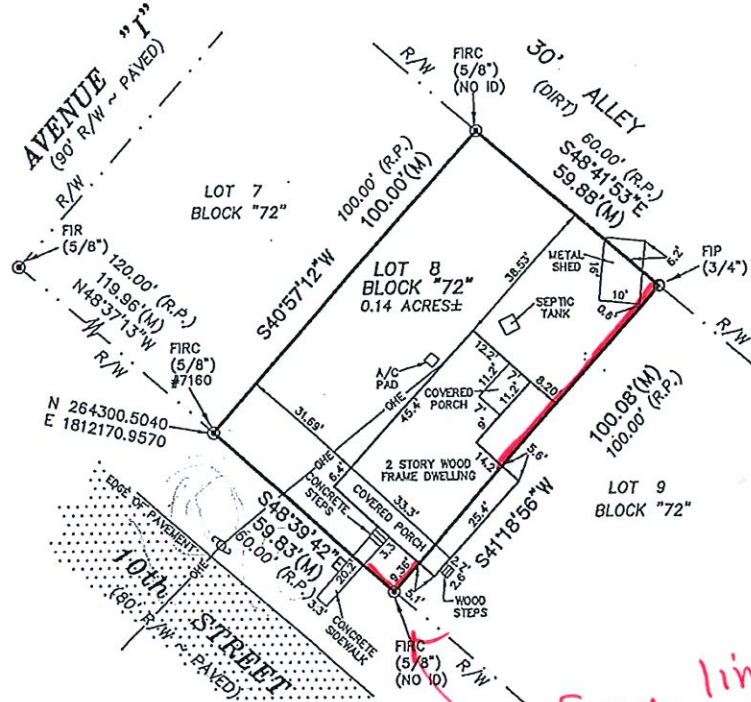 AVENUE "I"
(90' R/W ~ PAVED)
R/W
R/W
FIRC
(5/8")
(NO ID)
R/W
30' ALLEY
(DIRT)
60.00' (R.P.)
S48°41'53"E
59.88'(M)
LOT 7
BLOCK "72"
100.00' (R.P.)
100.00'(M)
S40°57'12"W
FIR
(5/8")
120.00' (R.P.)
119.96'(M)
N48°37'13"W
R/W
LOT 8
BLOCK "72"
0.14 ACRES±
38.53'
METAL
SHED
16'
10'
6.2'
0.8'
FIP
(3/4")
R/W
SEPTIC
TANK
FIRC
(5/8")
#7160
N 264300.5040
E 1812170.9570
A/C
PAD
OHE
12.2'
11.2'
7'
11.2'
COVERED
PORCH
8.20'
7'
9'
45.4'
31.69'
100.08'(M)
100.00' (R.P.)
S41°18'56"W
LOT 9
BLOCK "72"
2 STORY WOOD
FRAME DWELLING
14.2'
5.6'
25.4'
OHE
6.4'
33.3'
COVERED PORCH
CONCRETE
STEPS
S48°39'42"E
59.83'(M)
60.00' (R.P.)
EDGE OF PAVEMENT
OHE
10th STREET
(80' R/W ~ PAVED)
20.2'
3.3'
9.36'
5.1'
2.6'
WOOD
STEPS
CONCRETE
SIDEWALK
FIRC
(5/8")
(NO ID)
R/W